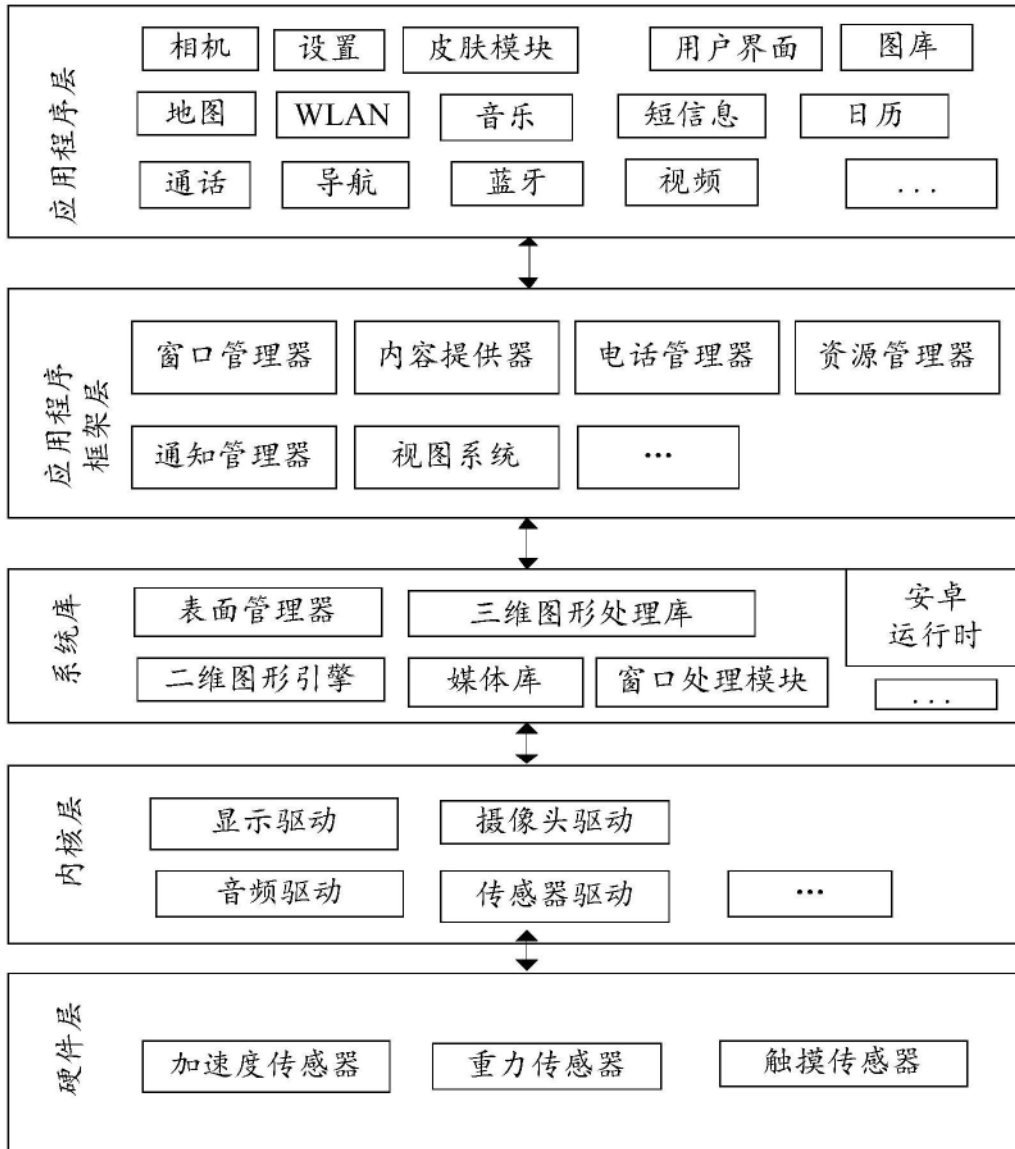 应用程序层
相机
设置
皮肤模块
用户界面
图库
地图
WLAN
音乐
短信息
日历
通话
导航
蓝牙
视频
...
应用程序
框架层
窗口管理器
内容提供器
电话管理器
资源管理器
通知管理器
视图系统
...
系统库
表面管理器
三维图形处理库
安卓
运行时
二维图形引擎
媒体库
窗口处理模块
...
内核层
显示驱动
摄像头驱动
音频驱动
传感器驱动
...
硬件层
加速度传感器
重力传感器
触摸传感器